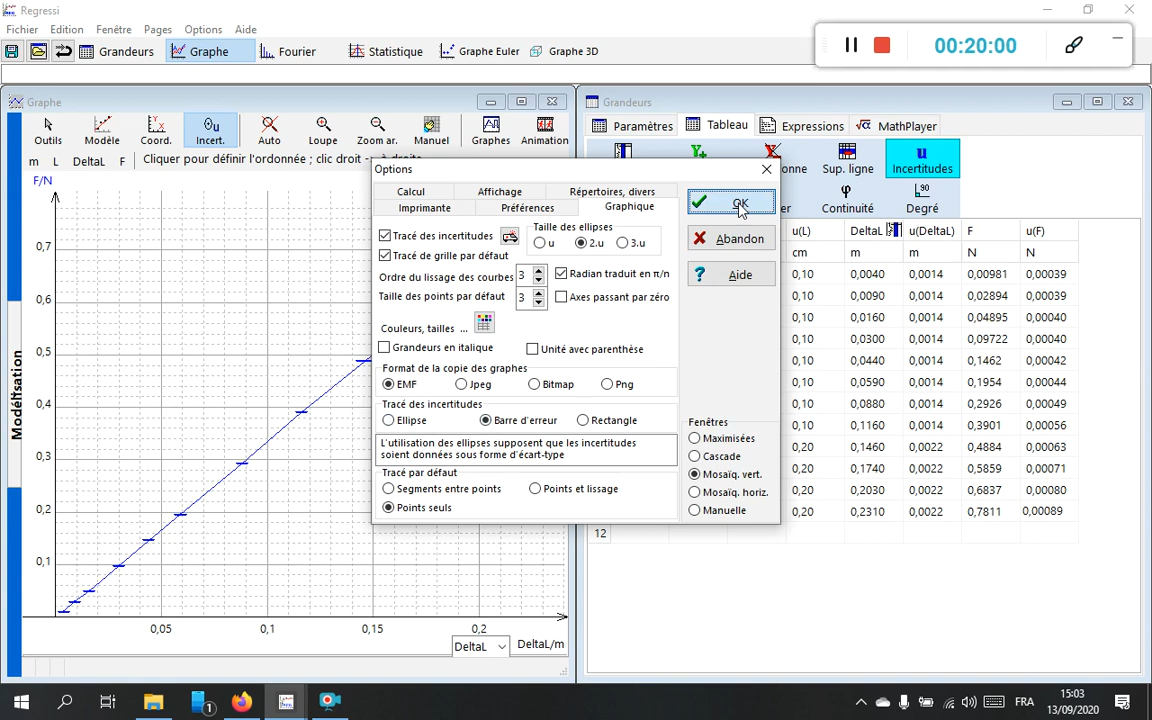 Regressi
Fichier Edition Fenêtre Pages Options Aide
Grandeurs Graphe Fourier Statistique Graphe Euler Graphe 3D
00:20:00
Graphe
Outils Modèle Coord. Incert. Auto Loupe Zoom ar. Manuel Graphes Animation
m L DeltaL F Cliquer pour définir l'ordonnée ; clic droit
F/N
0,7
0,6
0,5
0,4
0,3
0,2
0,1
0,05 0,1 0,15 0,2
DeltaL DeltaL/m
Modélisation
Options
Calcul Affichage Répertoires, divers
Imprimante Préférences Graphique
Tracé des incertitudes
Tracé de grille par défaut
Taille des ellipses
u 2.u 3.u
Ordre du lissage des courbes 3
Radian traduit en π/n
Taille des points par défaut 3
Axes passant par zéro
Couleurs, tailles ...
Grandeurs en italique Unité avec parenthèse
Format de la copie des graphes
EMF Jpeg Bitmap Png
Tracé des incertitudes
Ellipse Barre d'erreur Rectangle
L'utilisation des ellipses supposent que les incertitudes
soient données sous forme d'écart-type
Tracé par défaut
Segments entre points Points et lissage
Points seuls
OK
Abandon
Aide
Fenêtres
Maximisées
Cascade
Mosaïq. vert.
Mosaïq. horiz.
Manuelle
Grandeurs
Paramètres Tableau Expressions MathPlayer
Sup. ligne Incertitudes
Continuité Degré
u(L) DeltaL u(DeltaL) F u(F)
cm m m N N
0,10 0,0040 0,0014 0,00981 0,00039
0,10 0,0090 0,0014 0,02894 0,00039
0,10 0,0160 0,0014 0,04895 0,00040
0,10 0,0300 0,0014 0,09722 0,00040
0,10 0,0440 0,0014 0,1462 0,00042
0,10 0,0590 0,0014 0,1954 0,00044
0,10 0,0880 0,0014 0,2926 0,00049
0,10 0,1160 0,0014 0,3901 0,00056
0,20 0,1460 0,0022 0,4884 0,00063
0,20 0,1740 0,0022 0,5859 0,00071
0,20 0,2030 0,0022 0,6837 0,00080
0,20 0,2310 0,0022 0,7811 0,00089
12
1
FRA
15:03
13/09/2020